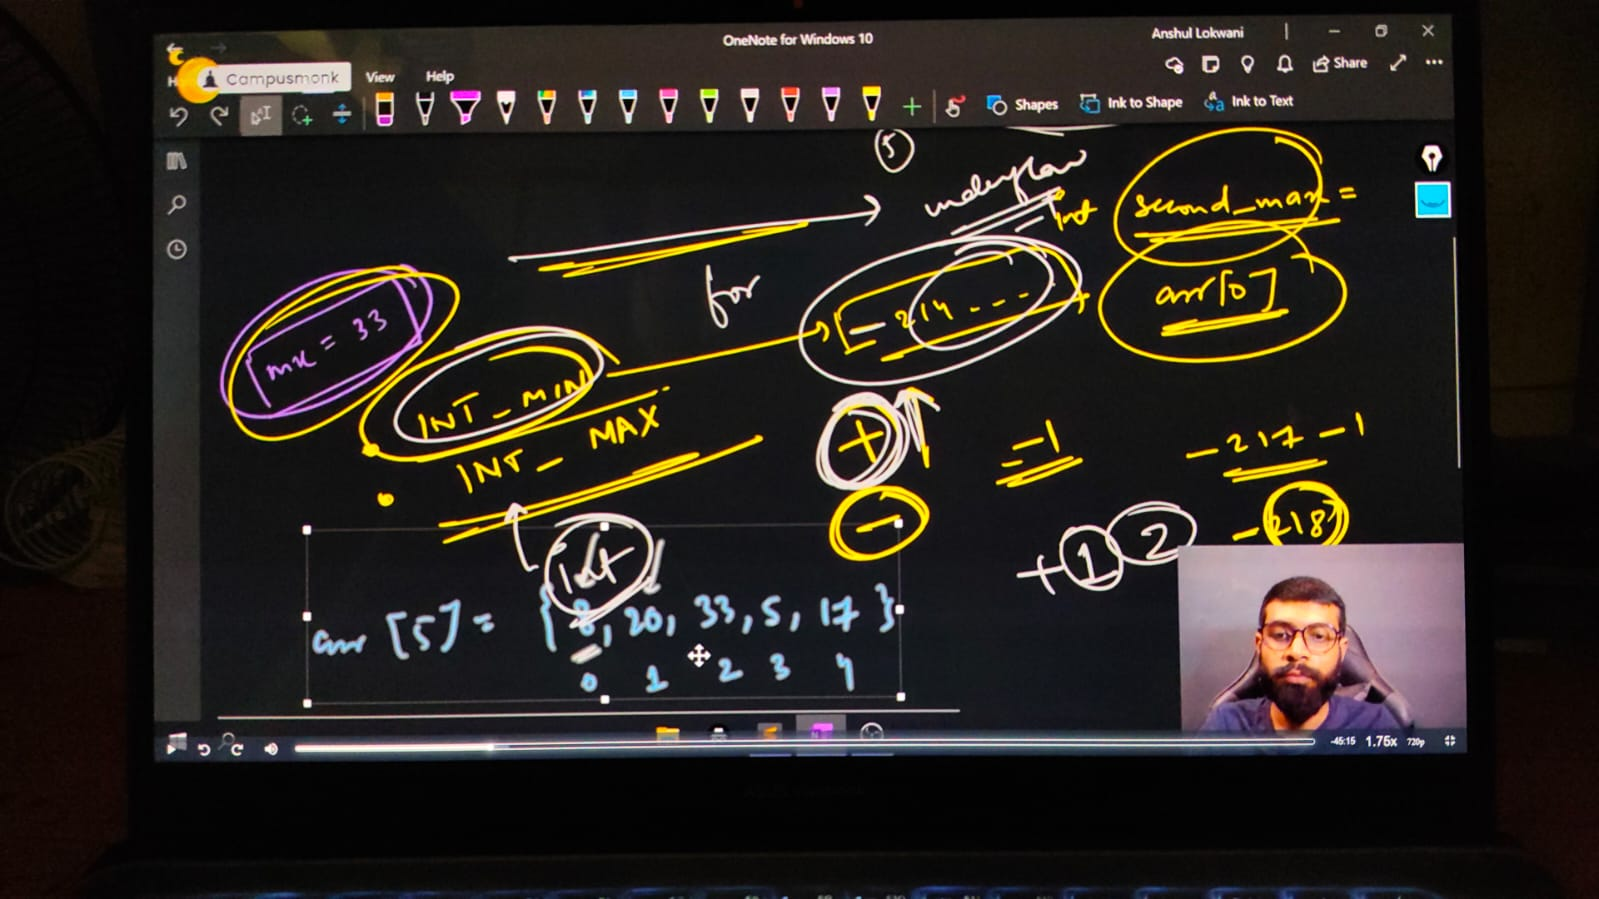 OneNote for Windows 10
Anshul Lokwani
Campusmonk
View
Help
Share
Shapes
Ink to Shape
Ink to Text
5
underflow
int
second_max =
arr[0]
for
[-214---
mx = 33
INT_MIN
INT_MAX
+
-
-1
-217-1
-218
+1 2
int
arr [5] = { 8, 20, 33, 5, 17 }
0 1 2 3 4
-45:15 1.75x 720p